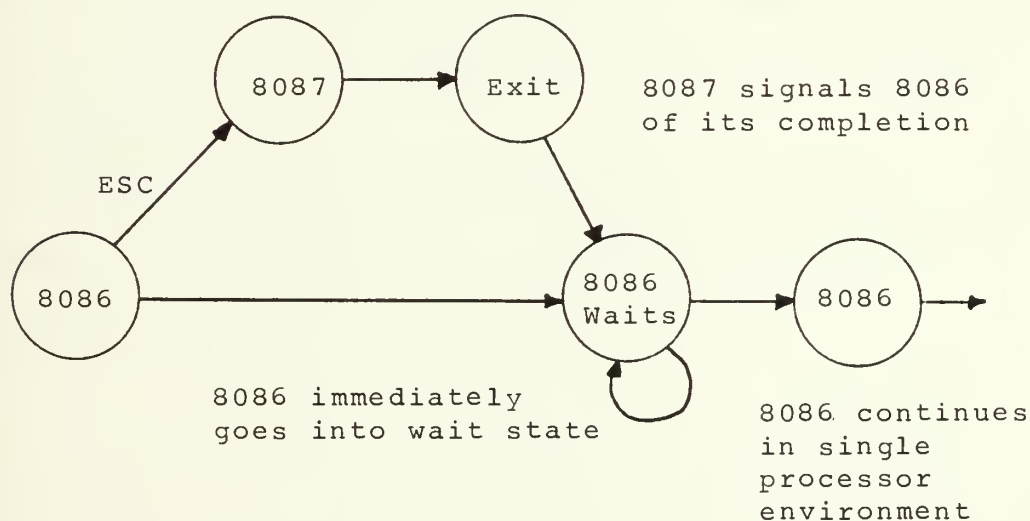 8087
Exit
8087 signals 8086
of its completion
ESC
8086
8086
Waits
8086
8086 immediately
goes into wait state
8086 continues
in single
processor
environment